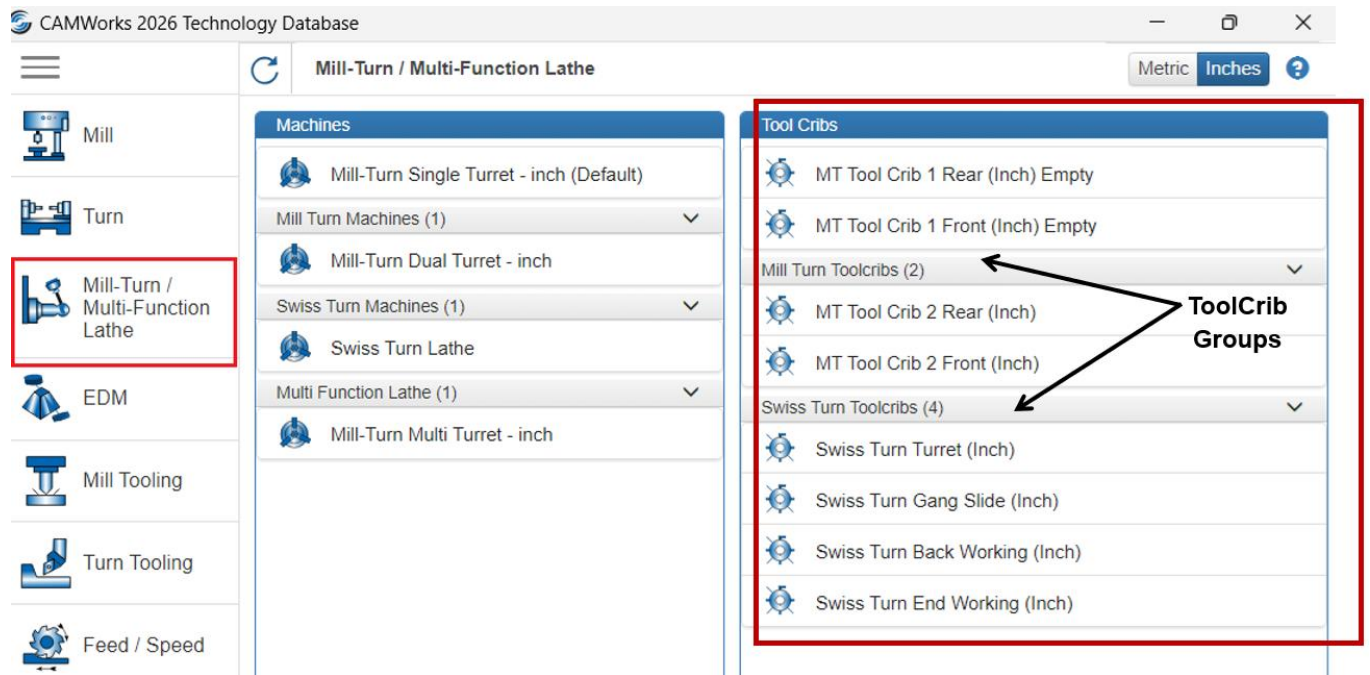 CAMWorks 2026 Technology Database
Mill-Turn / Multi-Function Lathe
Metric
Inches
?
Mill
Turn
Mill-Turn /
Multi-Function
Lathe
EDM
Mill Tooling
Turn Tooling
Feed / Speed
Machines
Mill-Turn Single Turret - inch (Default)
Mill Turn Machines (1)
Mill-Turn Dual Turret - inch
Swiss Turn Machines (1)
Swiss Turn Lathe
Multi Function Lathe (1)
Mill-Turn Multi Turret - inch
Tool Cribs
MT Tool Crib 1 Rear (Inch) Empty
MT Tool Crib 1 Front (Inch) Empty
Mill Turn Toolcribs (2)
MT Tool Crib 2 Rear (Inch)
MT Tool Crib 2 Front (Inch)
Swiss Turn Toolcribs (4)
Swiss Turn Turret (Inch)
Swiss Turn Gang Slide (Inch)
Swiss Turn Back Working (Inch)
Swiss Turn End Working (Inch)
ToolCrib
Groups